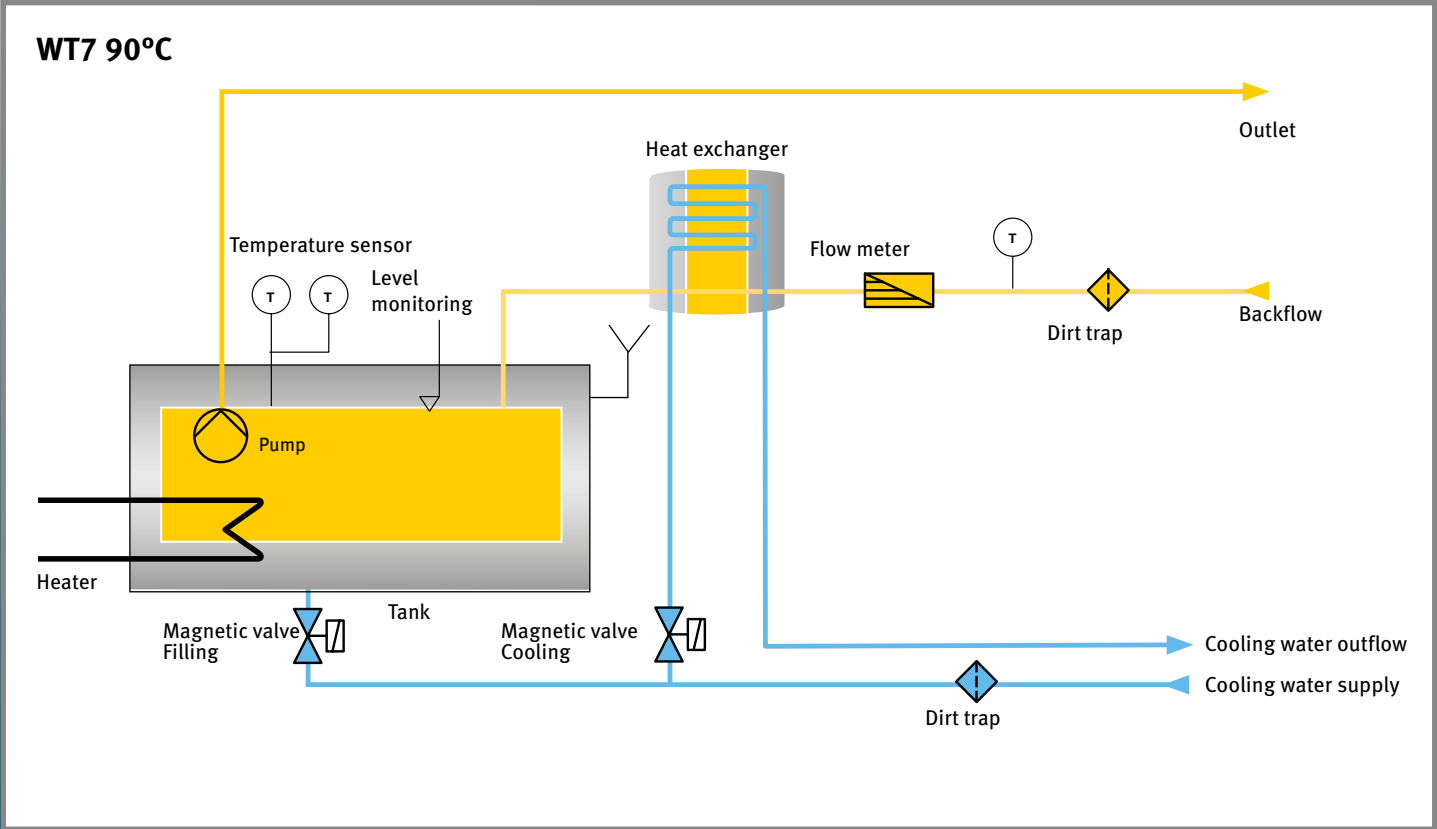 WT7 90°C
Outlet
Heat exchanger
Temperature sensor
Flow meter
T
Level
monitoring
T
T
Backflow
Dirt trap
Pump
Heater
Tank
Magnetic valve
Filling
Magnetic valve
Cooling
Cooling water outflow
Cooling water supply
Dirt trap